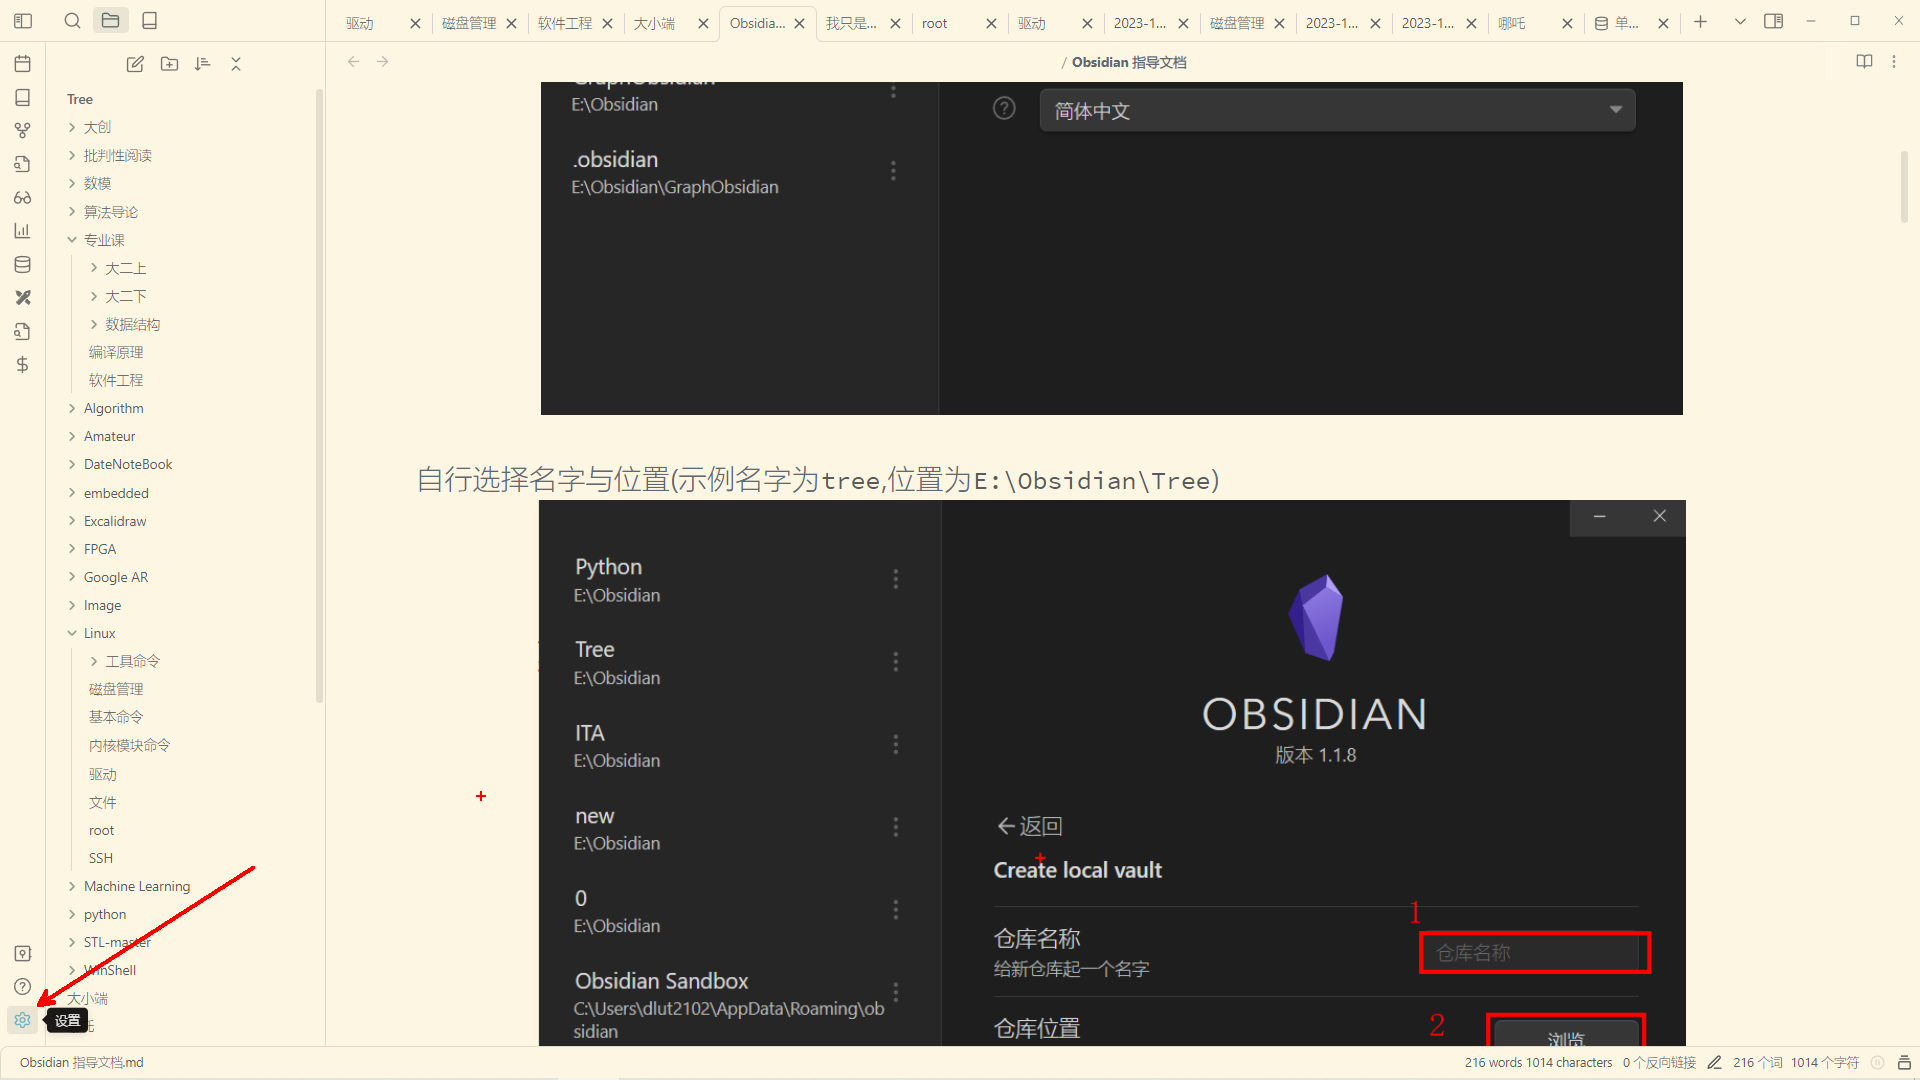 驱动
磁盘管理
软件工程
大小端
Obsidia...
我只是...
root
驱动
2023-1...
磁盘管理
2023-1...
2023-1...
哪吒
单...
/ Obsidian 指导文档
Tree
大创
批判性阅读
数模
算法导论
专业课
大二上
大二下
数据结构
编译原理
软件工程
Algorithm
Amateur
DateNoteBook
embedded
Excalidraw
FPGA
Google AR
Image
Linux
工具命令
磁盘管理
基本命令
内核模块命令
驱动
文件
root
SSH
Machine Learning
python
STL-master
WinShell
大小端
设置
GraphObsidian
E:\Obsidian
.obsidian
E:\Obsidian\GraphObsidian
简体中文
自行选择名字与位置(示例名字为tree,位置为E:\Obsidian\Tree)
Python
E:\Obsidian
Tree
E:\Obsidian
ITA
E:\Obsidian
new
E:\Obsidian
0
E:\Obsidian
Obsidian Sandbox
C:\Users\dlut2102\AppData\Roaming\ob
sidian
OBSIDIAN
版本 1.1.8
返回
Create local vault
1
仓库名称
仓库名称
给新仓库起一个名字
2
仓库位置
浏览
Obsidian 指导文档.md
216 words 1014 characters
0 个反向链接
216 个词
1014 个字符